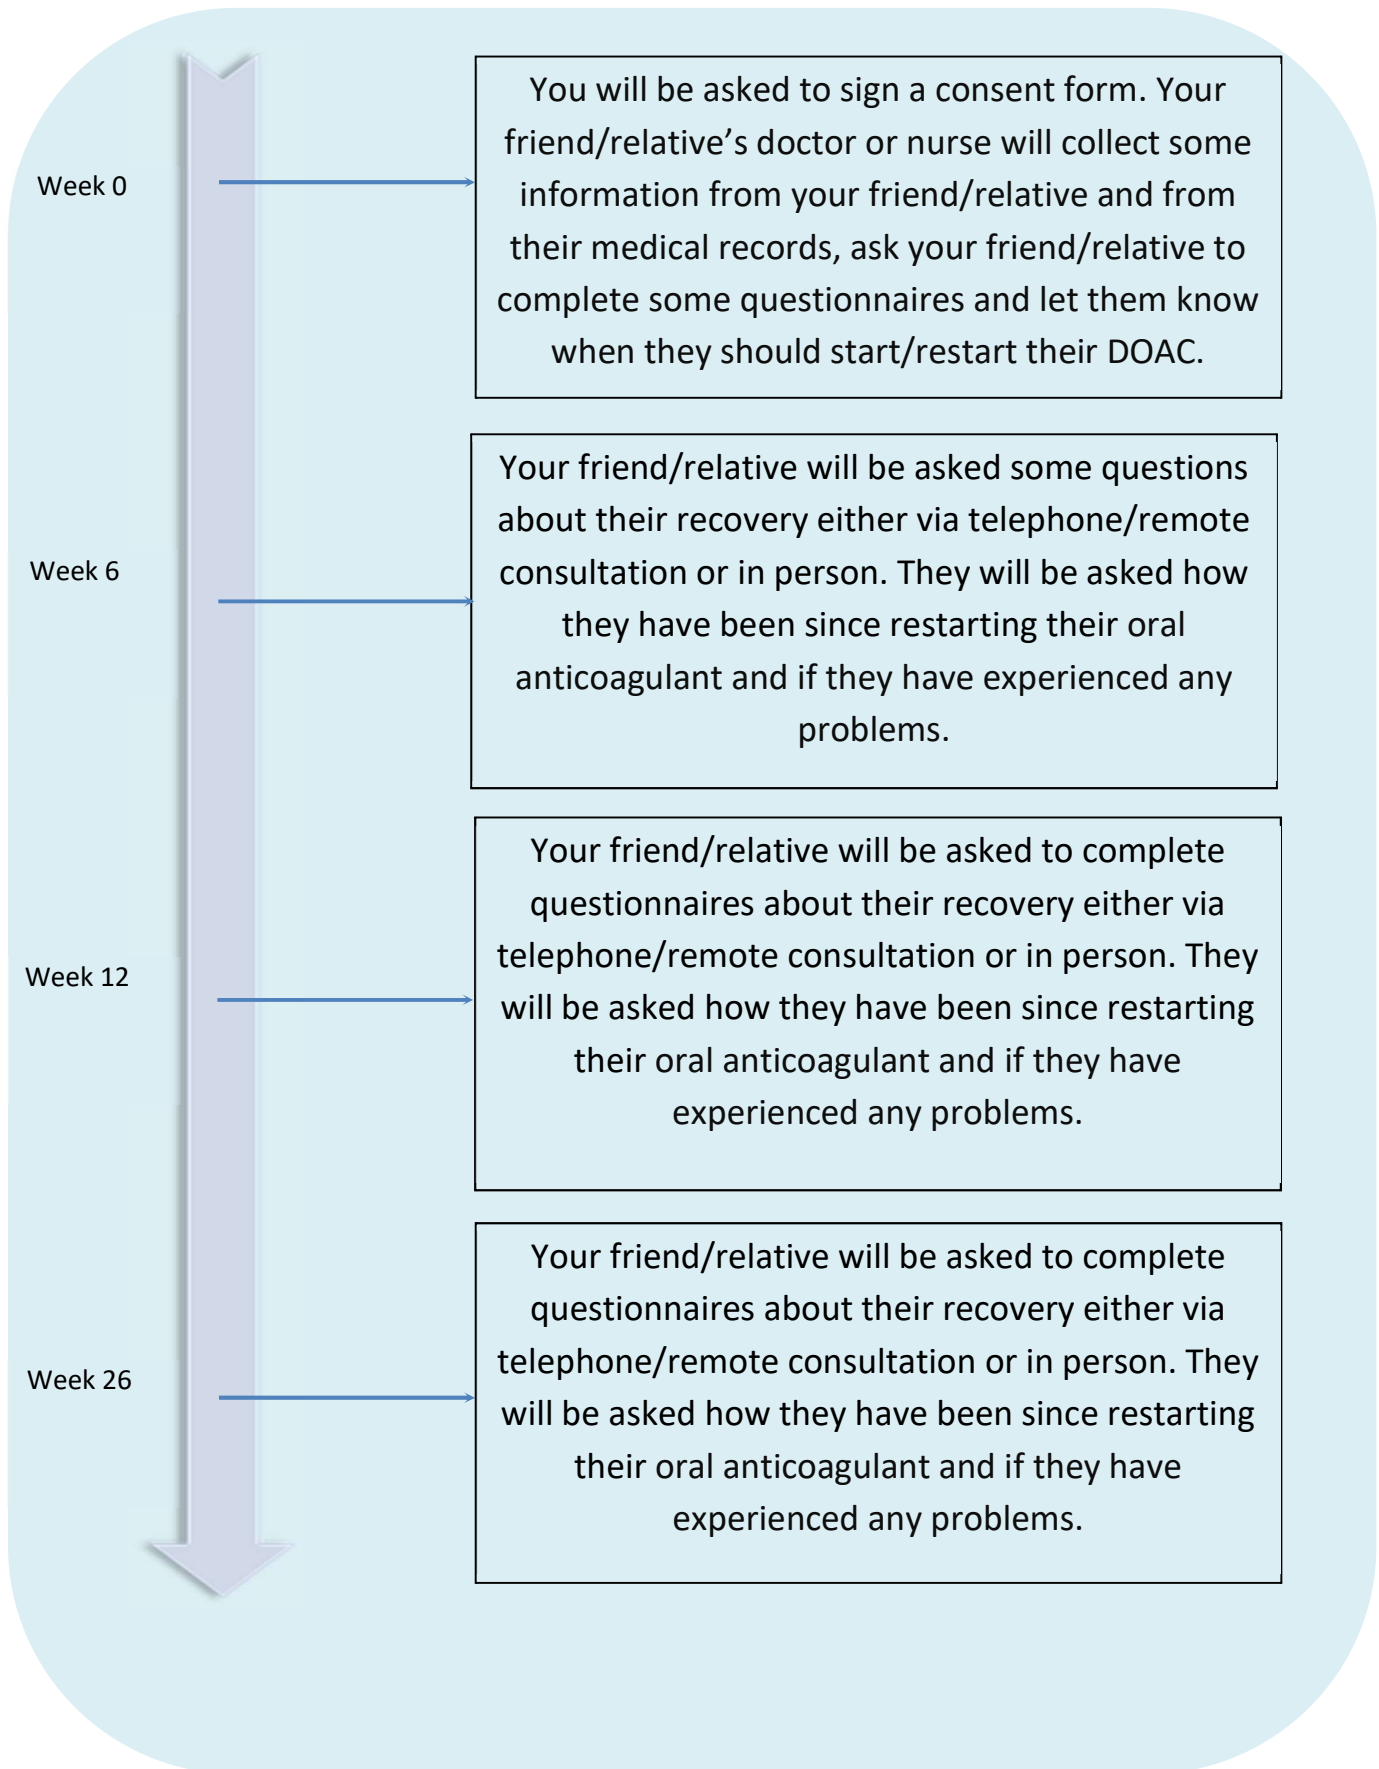 Week 0
You will be asked to sign a consent form. Your
friend/relative’s doctor or nurse will collect some
information from your friend/relative and from
their medical records, ask your friend/relative to
complete some questionnaires and let them know
when they should start/restart their DOAC.
Week 6
Your friend/relative will be asked some questions
about their recovery either via telephone/remote
consultation or in person. They will be asked how
they have been since restarting their oral
anticoagulant and if they have experienced any
problems.
Week 12
Your friend/relative will be asked to complete
questionnaires about their recovery either via
telephone/remote consultation or in person. They
will be asked how they have been since restarting
their oral anticoagulant and if they have
experienced any problems.
Week 26
Your friend/relative will be asked to complete
questionnaires about their recovery either via
telephone/remote consultation or in person. They
will be asked how they have been since restarting
their oral anticoagulant and if they have
experienced any problems.